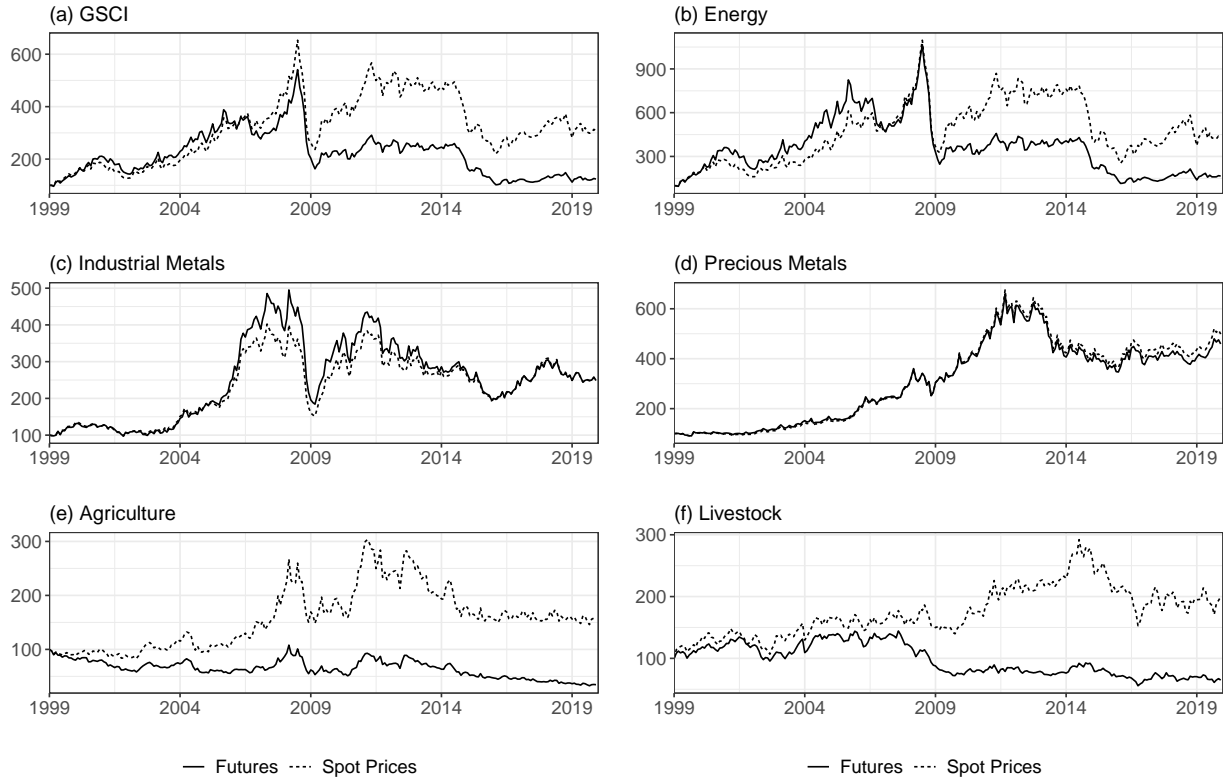 (a) GSCI
600
400
200
1999 2004 2009 2014 2019
(b) Energy
900
600
300
1999 2004 2009 2014 2019
(c) Industrial Metals
500
400
300
200
100
1999 2004 2009 2014 2019
(d) Precious Metals
600
400
200
1999 2004 2009 2014 2019
(e) Agriculture
300
200
100
1999 2004 2009 2014 2019
(f) Livestock
300
200
100
1999 2004 2009 2014 2019
Futures Spot Prices
Futures Spot Prices